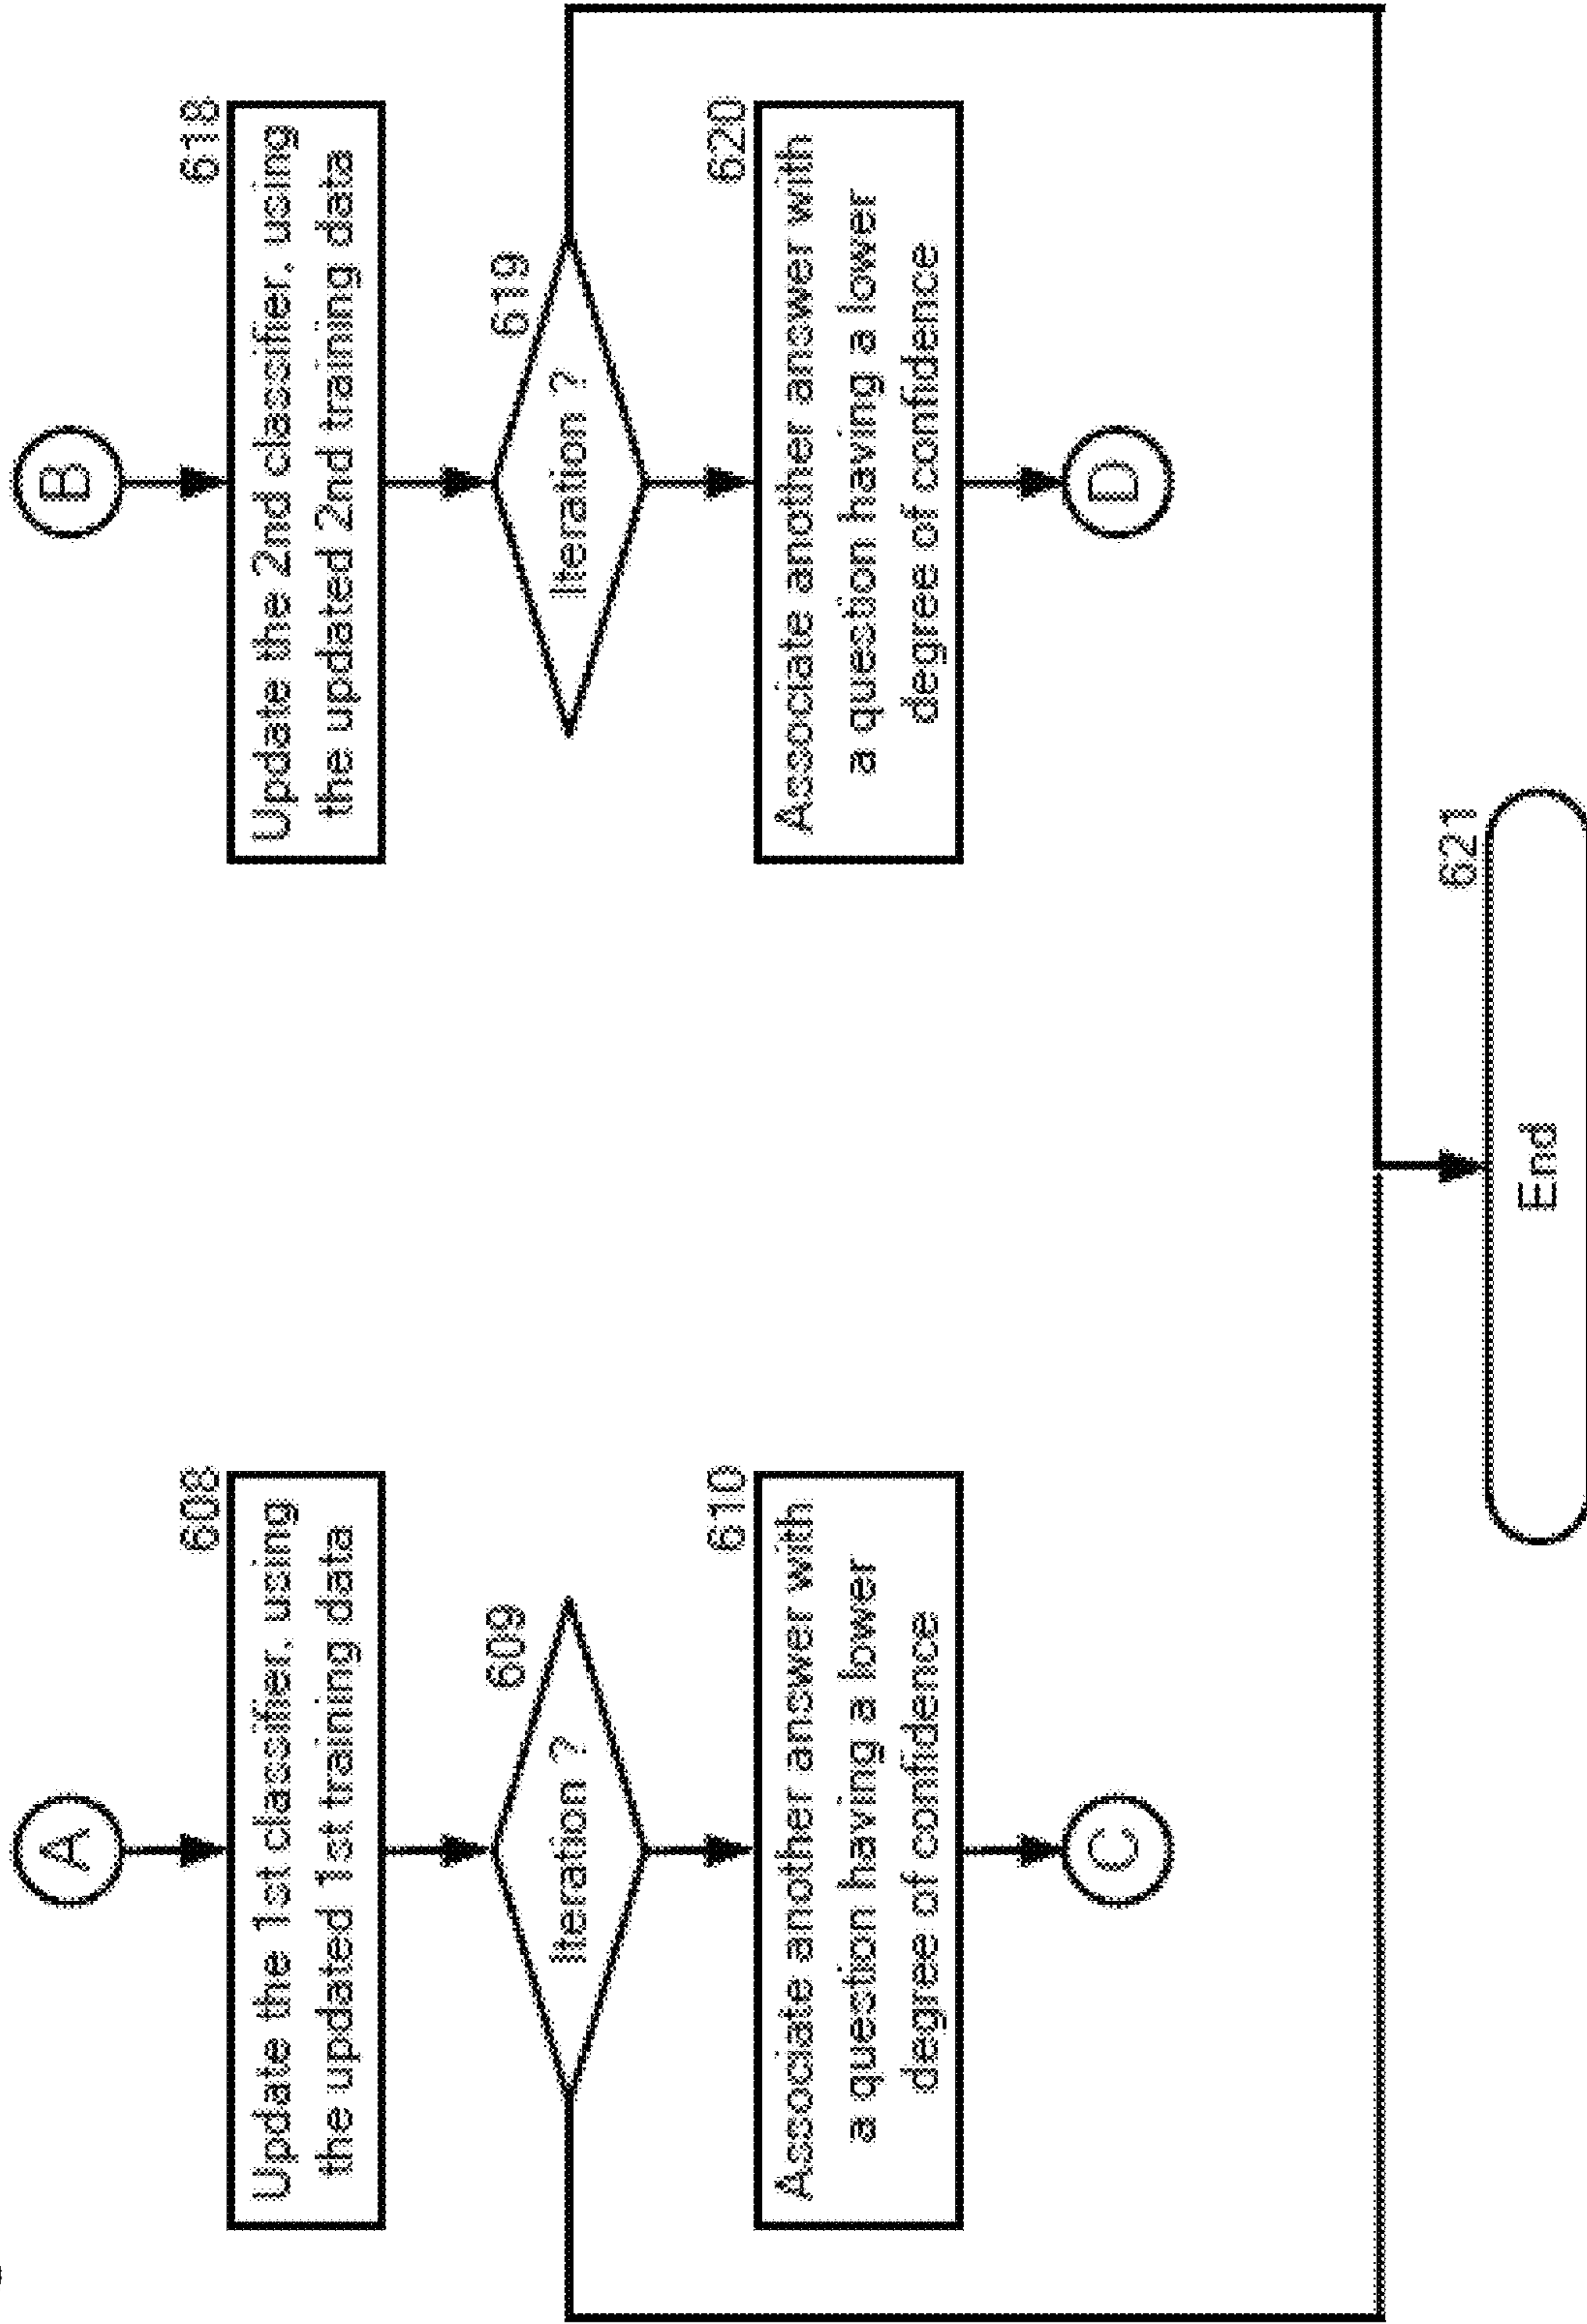 A
608
Update the 1st classifier, using
the updated 1st training data
609
Iteration ?
610
Associate another answer with
a question having a lower
degree of confidence
C
B
618
Update the 2nd classifier, using
the updated 2nd training data
619
Iteration ?
620
Associate another answer with
a question having a lower
degree of confidence
D
621
End